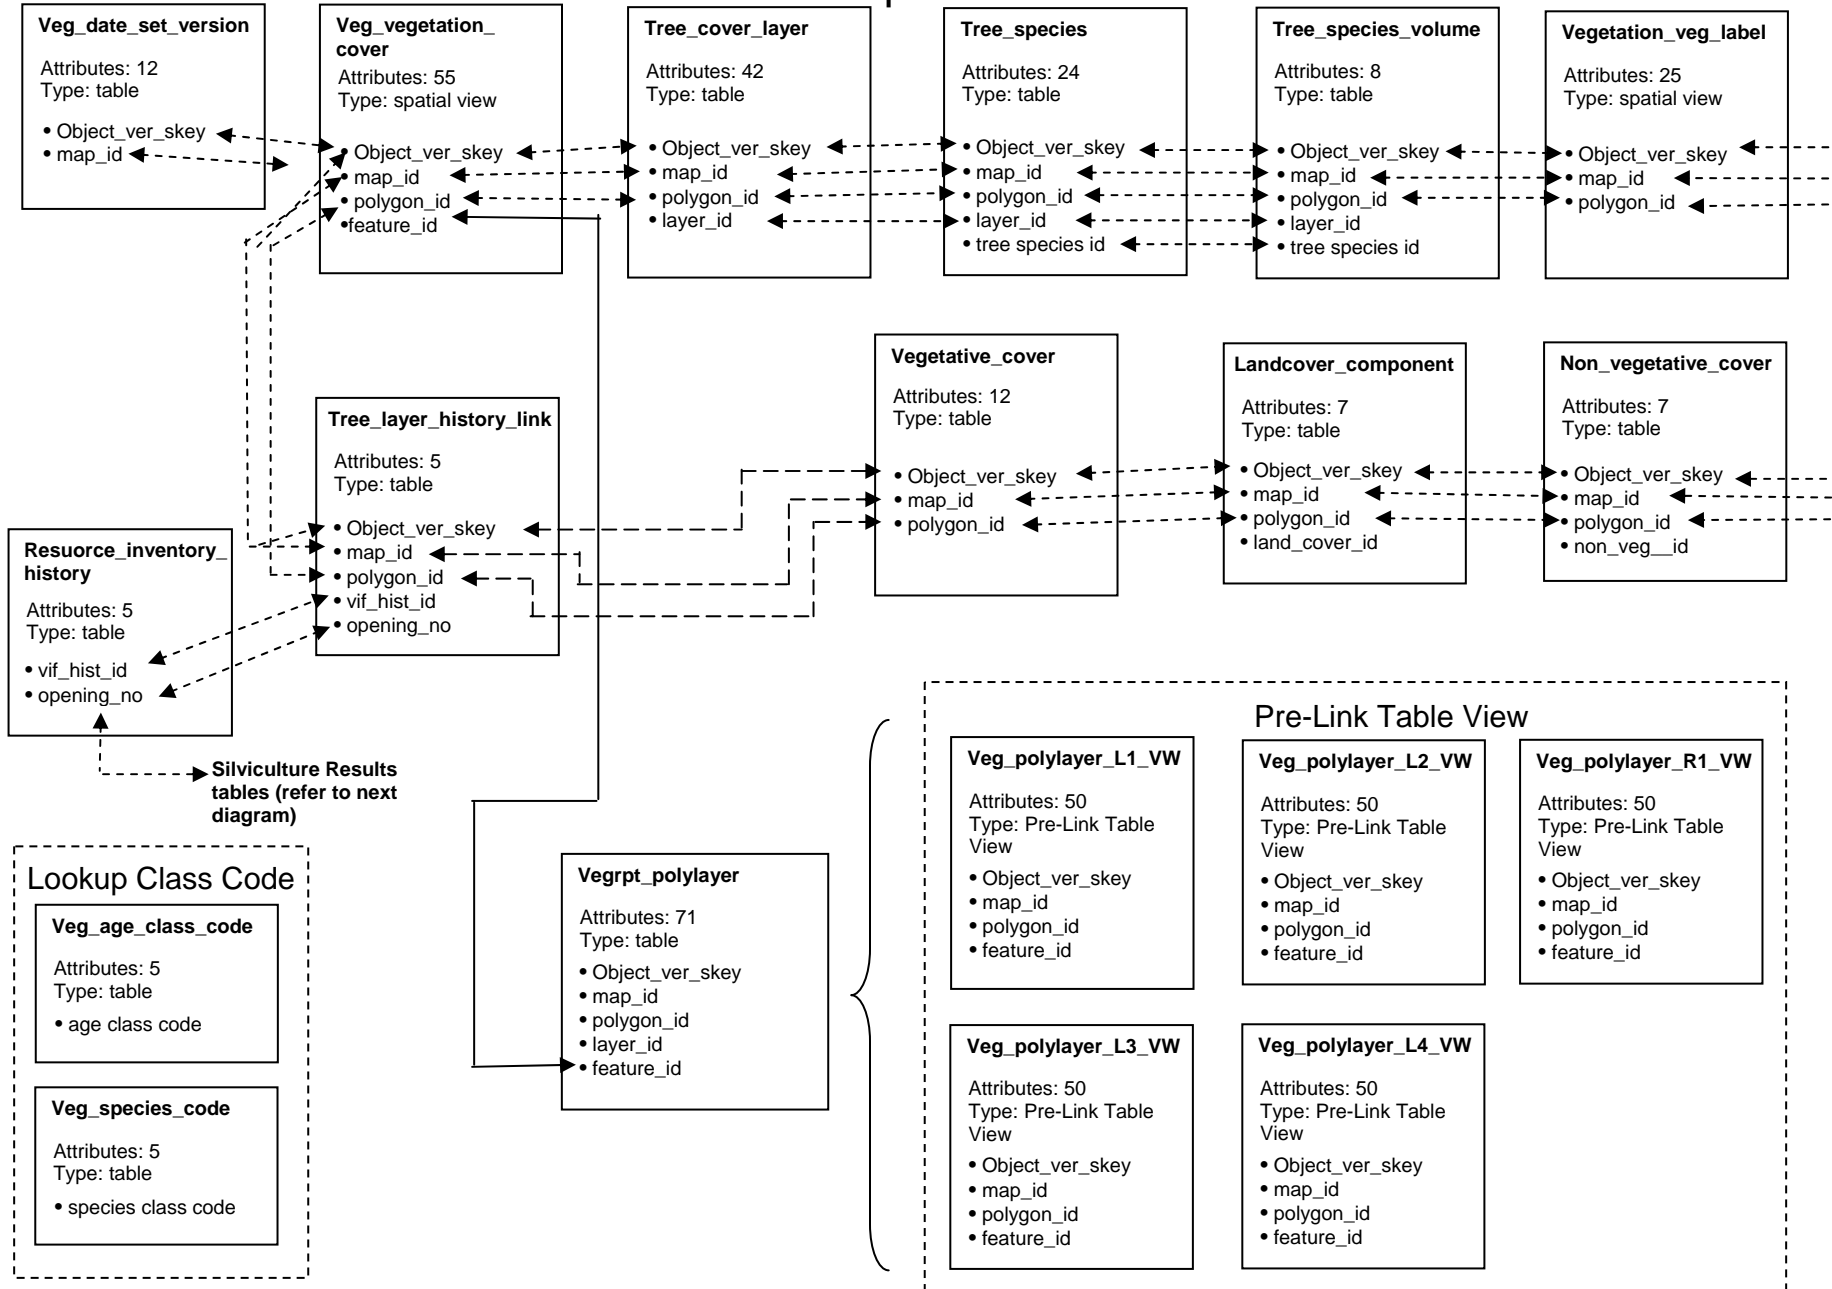 Veg_date_set_version
Attributes: 12
Type: table
• Object_ver_skey
• map_id
Veg_vegetation_
cover
Attributes: 55
Type: spatial view
• Object_ver_skey
• map_id
• polygon_id
•feature_id
Tree_cover_layer
Attributes: 42
Type: table
• Object_ver_skey
• map_id
• polygon_id
• layer_id
Tree_species
Attributes: 24
Type: table
• Object_ver_skey
• map_id
• polygon_id
• layer_id
• tree species id
Tree_species_volume
Attributes: 8
Type: table
• Object_ver_skey
• map_id
• polygon_id
• layer_id
• tree species id
Vegetation_veg_label
Attributes: 25
Type: spatial view
• Object_ver_skey
• map_id
• polygon_id
Tree_layer_history_link
Attributes: 5
Type: table
• Object_ver_skey
• map_id
• polygon_id
• vif_hist_id
• opening_no
Vegetative_cover
Attributes: 12
Type: table
• Object_ver_skey
• map_id
• polygon_id
Landcover_component
Attributes: 7
Type: table
• Object_ver_skey
• map_id
• polygon_id
• land_cover_id
Non_vegetative_cover
Attributes: 7
Type: table
• Object_ver_skey
• map_id
• polygon_id
• non_veg__id
Resuorce_inventory_
history
Attributes: 5
Type: table
• vif_hist_id
• opening_no
Silviculture Results
tables (refer to next
diagram)
Lookup Class Code
Veg_age_class_code
Attributes: 5
Type: table
• age class code
Veg_species_code
Attributes: 5
Type: table
• species class code
Vegrpt_polylayer
Attributes: 71
Type: table
• Object_ver_skey
• map_id
• polygon_id
• layer_id
• feature_id
Pre-Link Table View
Veg_polylayer_L1_VW
Attributes: 50
Type: Pre-Link Table
View
• Object_ver_skey
• map_id
• polygon_id
• feature_id
Veg_polylayer_L2_VW
Attributes: 50
Type: Pre-Link Table
View
• Object_ver_skey
• map_id
• polygon_id
• feature_id
Veg_polylayer_R1_VW
Attributes: 50
Type: Pre-Link Table
View
• Object_ver_skey
• map_id
• polygon_id
• feature_id
Veg_polylayer_L3_VW
Attributes: 50
Type: Pre-Link Table
View
• Object_ver_skey
• map_id
• polygon_id
• feature_id
Veg_polylayer_L4_VW
Attributes: 50
Type: Pre-Link Table
View
• Object_ver_skey
• map_id
• polygon_id
• feature_id